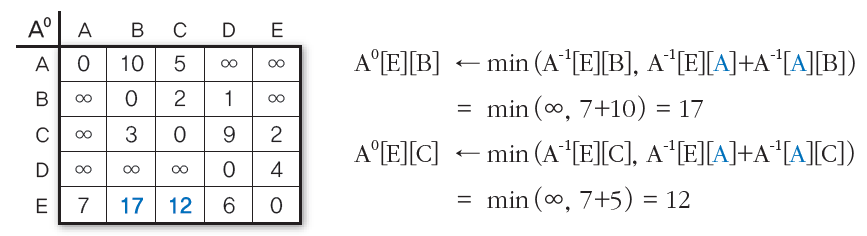 A⁰ A B C D E
A 0 10 5 ∞ ∞
B ∞ 0 2 1 ∞
C ∞ 3 0 9 2
D ∞ ∞ ∞ 0 4
E 7 17 12 6 0
A⁰[E][B] ← min (A⁻¹[E][B], A⁻¹[E][A]+A⁻¹[A][B])
= min (∞, 7+10) = 17
A⁰[E][C] ← min (A⁻¹[E][C], A⁻¹[E][A]+A⁻¹[A][C])
= min (∞, 7+5) = 12